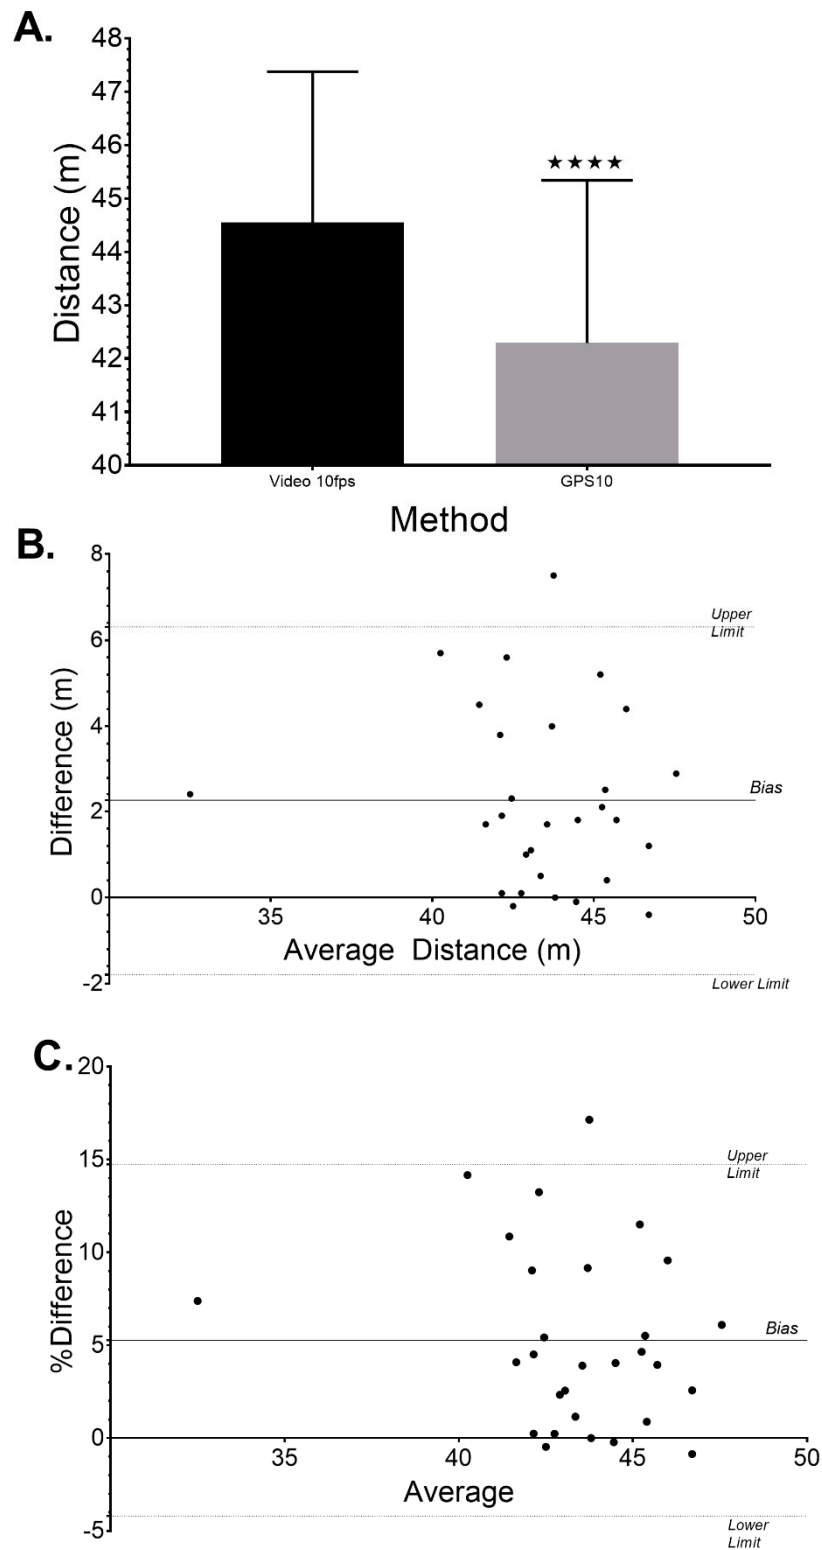 A.
48
47
46
45
44
43
42
41
40
Distance (m)
★★★★
Video 10fps
GPS10
Method
B.
8
6
4
2
0
-2
Difference (m)
Upper
Limit
Bias
35
40
45
50
Average Distance (m)
Lower Limit
C.
20
15
10
5
0
-5
%Difference
Upper
Limit
Bias
35
40
45
50
Average
Lower
Limit